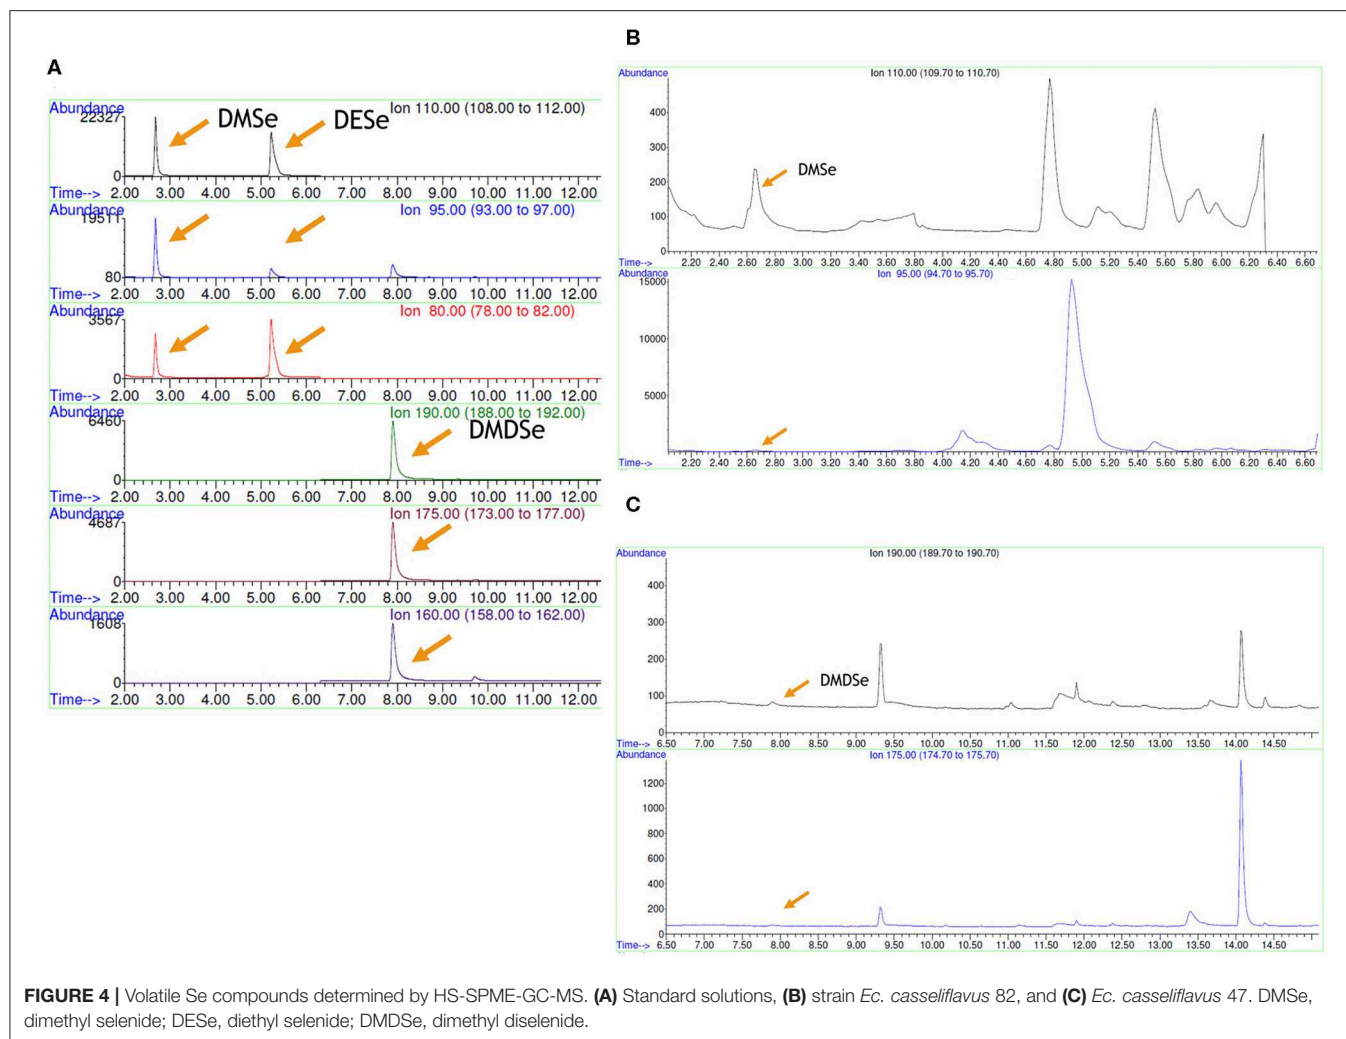 A
Abundance
Ion 110.00 (108.00 to 112.00)
22327
DMSe
DESe
0
Time--> 2.00 3.00 4.00 5.00 6.00 7.00 8.00 9.00 10.00 11.00 12.00
Abundance
Ion 95.00 (93.00 to 97.00)
19511
80
Time--> 2.00 3.00 4.00 5.00 6.00 7.00 8.00 9.00 10.00 11.00 12.00
Abundance
Ion 80.00 (78.00 to 82.00)
3567
0
Time--> 2.00 3.00 4.00 5.00 6.00 7.00 8.00 9.00 10.00 11.00 12.00
Abundance
Ion 190.00 (188.00 to 192.00)
6460
DMDSe
0
Time--> 2.00 3.00 4.00 5.00 6.00 7.00 8.00 9.00 10.00 11.00 12.00
Abundance
Ion 175.00 (173.00 to 177.00)
4687
0
Time--> 2.00 3.00 4.00 5.00 6.00 7.00 8.00 9.00 10.00 11.00 12.00
Abundance
Ion 160.00 (158.00 to 162.00)
1608
0
Time--> 2.00 3.00 4.00 5.00 6.00 7.00 8.00 9.00 10.00 11.00 12.00
B
Abundance
Ion 110.00 (109.70 to 110.70)
400
300
200
DMSe
100
0
Time--> 2.20 2.40 2.60 2.80 3.00 3.20 3.40 3.60 3.80 4.00 4.20 4.40 4.60 4.80 5.00 5.20 5.40 5.60 5.80 6.00 6.20 6.40 6.60
Abundance
Ion 95.00 (94.70 to 95.70)
15000
10000
5000
0
Time--> 2.20 2.40 2.60 2.80 3.00 3.20 3.40 3.60 3.80 4.00 4.20 4.40 4.60 4.80 5.00 5.20 5.40 5.60 5.80 6.00 6.20 6.40 6.60
C
Abundance
Ion 190.00 (189.70 to 190.70)
400
300
200
DMDSe
100
0
Time--> 6.50 7.00 7.50 8.00 8.50 9.00 9.50 10.00 10.50 11.00 11.50 12.00 12.50 13.00 13.50 14.00 14.50
Abundance
Ion 175.00 (174.70 to 175.70)
1200
1000
800
600
400
200
0
Time--> 6.50 7.00 7.50 8.00 8.50 9.00 9.50 10.00 10.50 11.00 11.50 12.00 12.50 13.00 13.50 14.00 14.50
FIGURE 4 | Volatile Se compounds determined by HS-SPME-GC-MS. (A) Standard solutions, (B) strain Ec. casseliflavus 82, and (C) Ec. casseliflavus 47. DMSe,
dimethyl selenide; DESe, diethyl selenide; DMDSe, dimethyl diselenide.